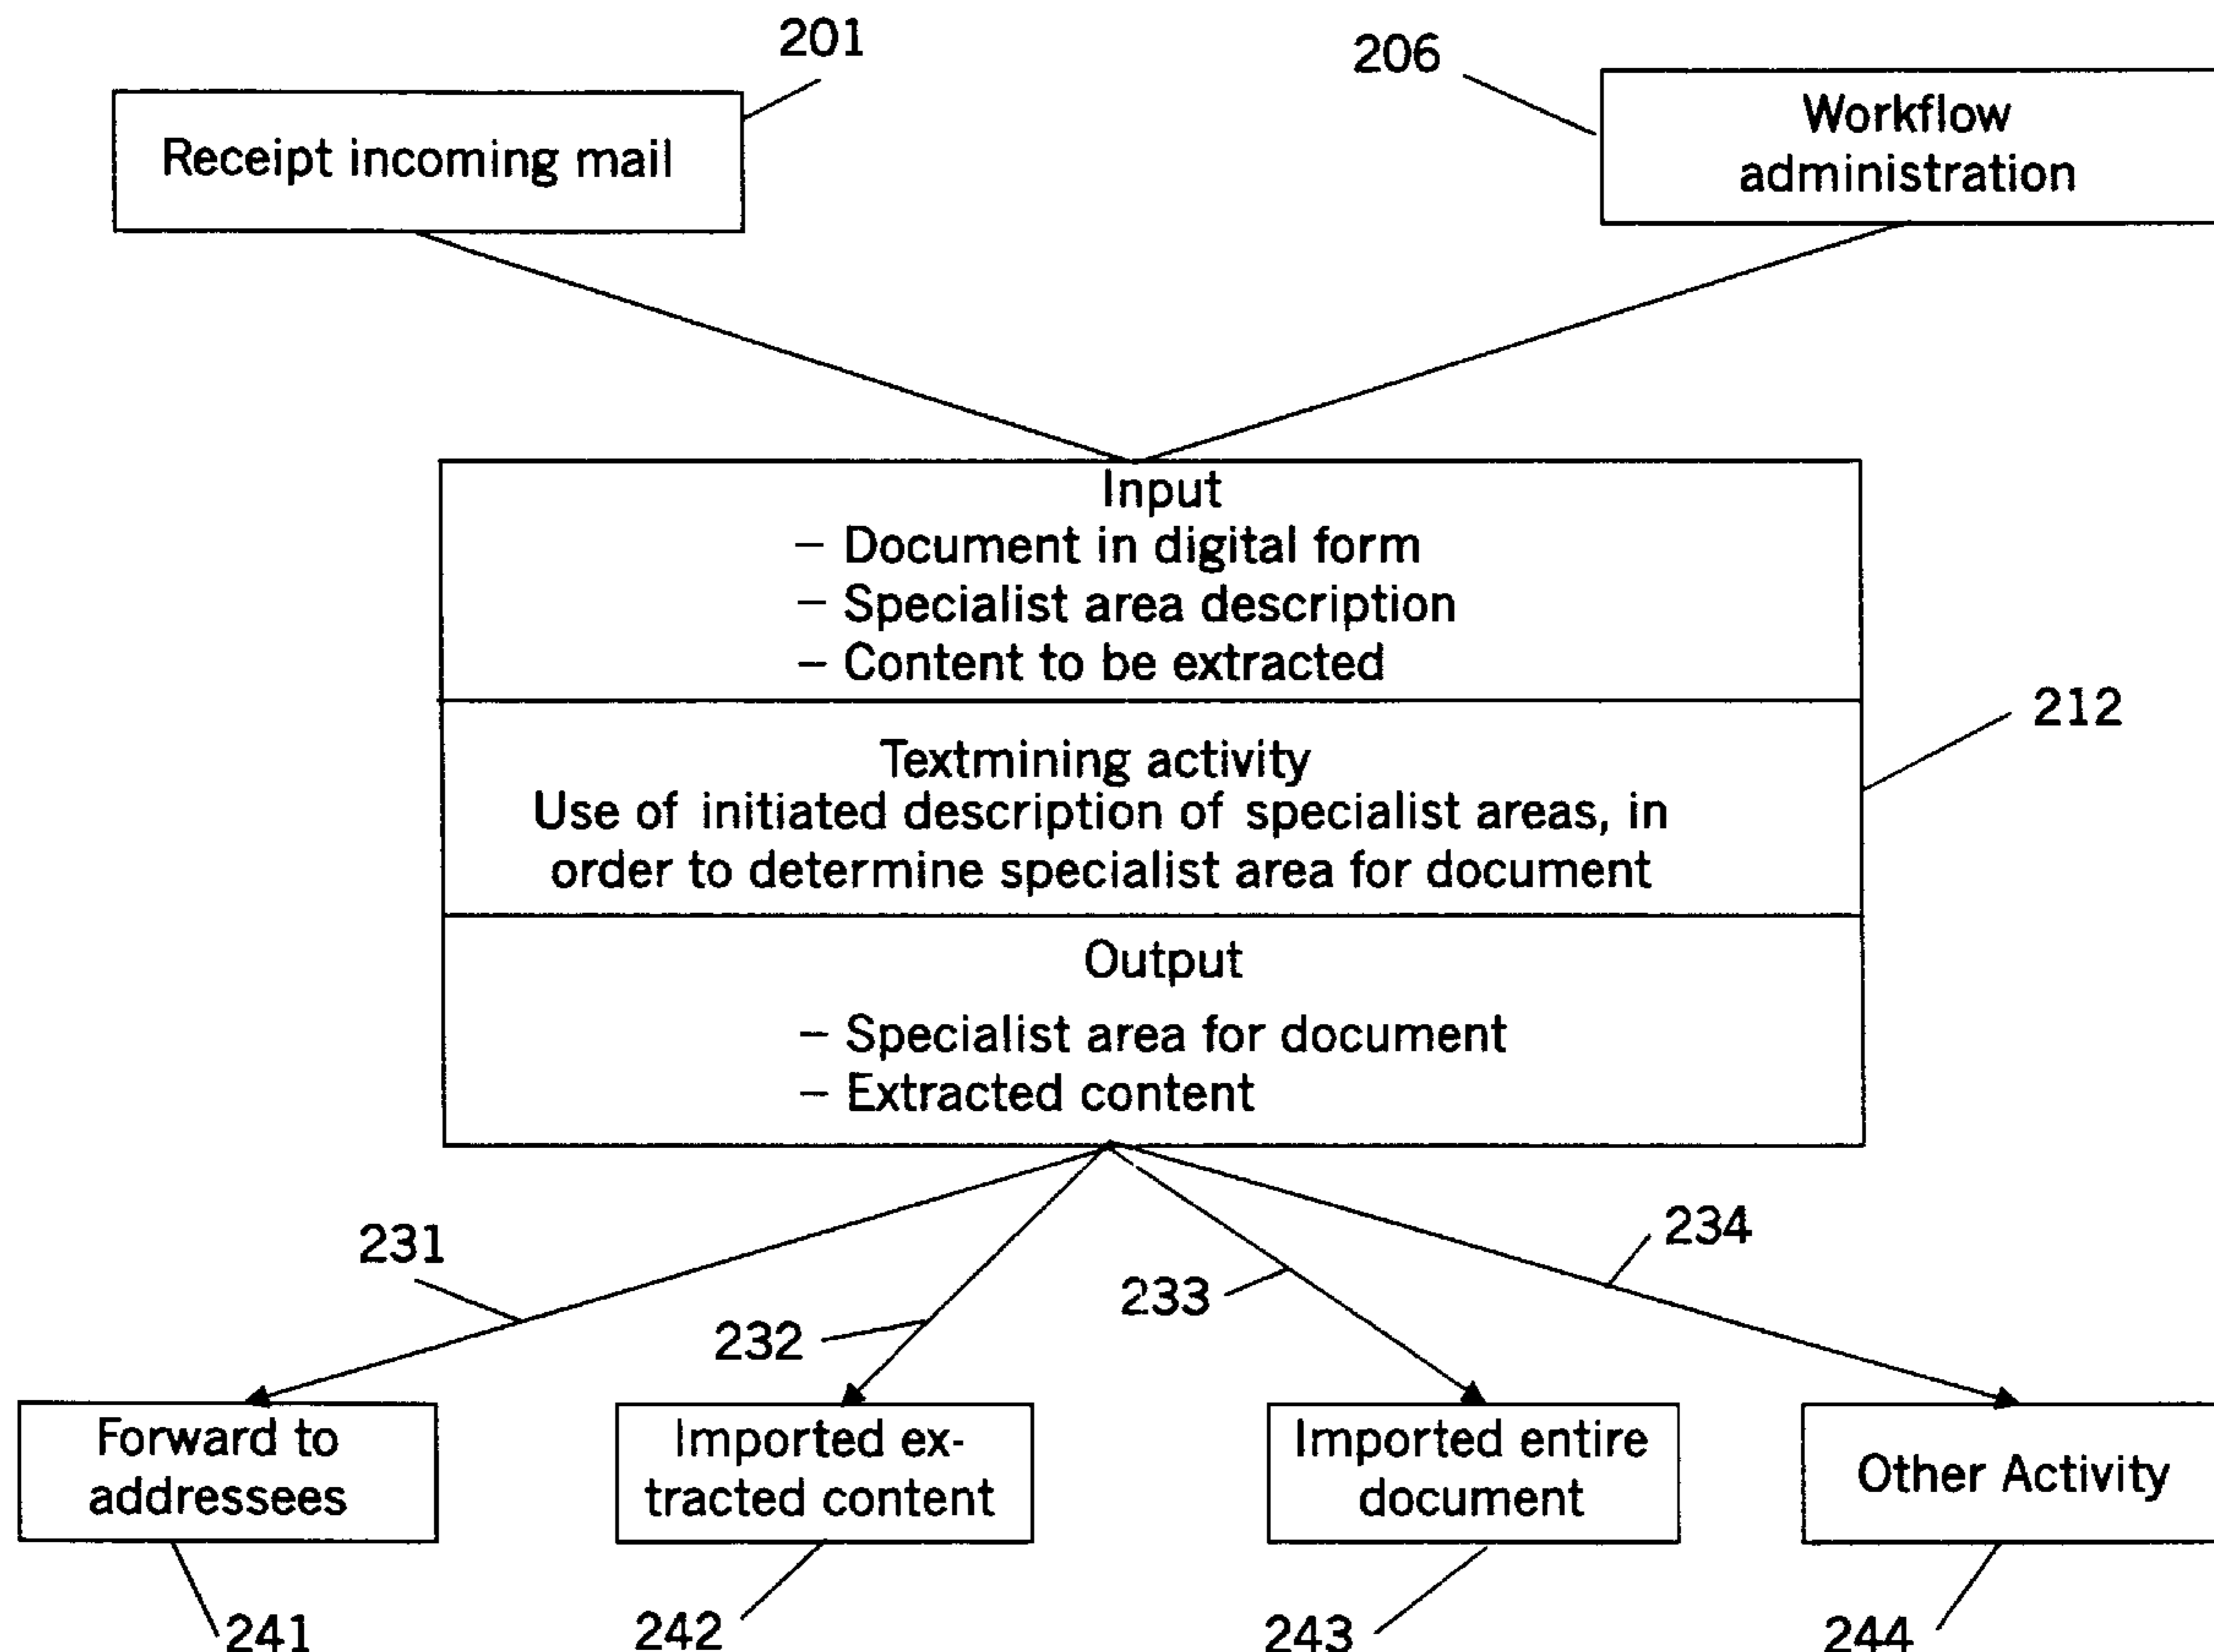 201
206
Receipt incoming mail
Workflow
administration
Input
– Document in digital form
– Specialist area description
– Content to be extracted
212
Textmining activity
Use of initiated description of specialist areas, in
order to determine specialist area for document
Output
– Specialist area for document
– Extracted content
231
232
233
234
Forward to
addressees
Imported ex-
tracted content
Imported entire
document
Other Activity
241
242
243
244